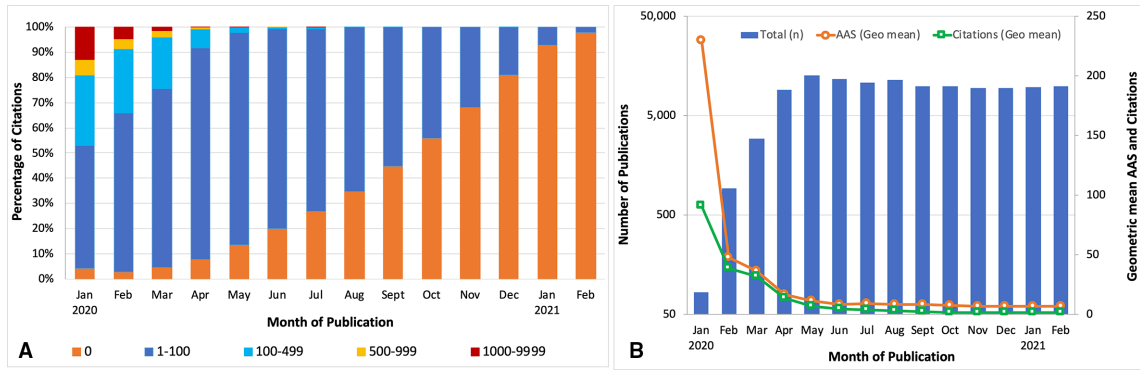 100%
90%
80%
70%
60%
50%
40%
30%
20%
10%
0%
Percentage of Citations
Jan Feb Mar Apr May Jun Jul Aug Sept Oct Nov Dec Jan Feb
2020 2021
Month of Publication
A
0 1-100 100-499 500-999 1000-9999
50,000
5,000
500
50
Number of Publications
Total (n) AAS (Geo mean) Citations (Geo mean)
250
200
150
100
50
0
Geometric mean AAS and Citations
Jan Feb Mar Apr May Jun Jul Aug Sept Oct Nov Dec Jan Feb
2020 2021
Month of Publication
B